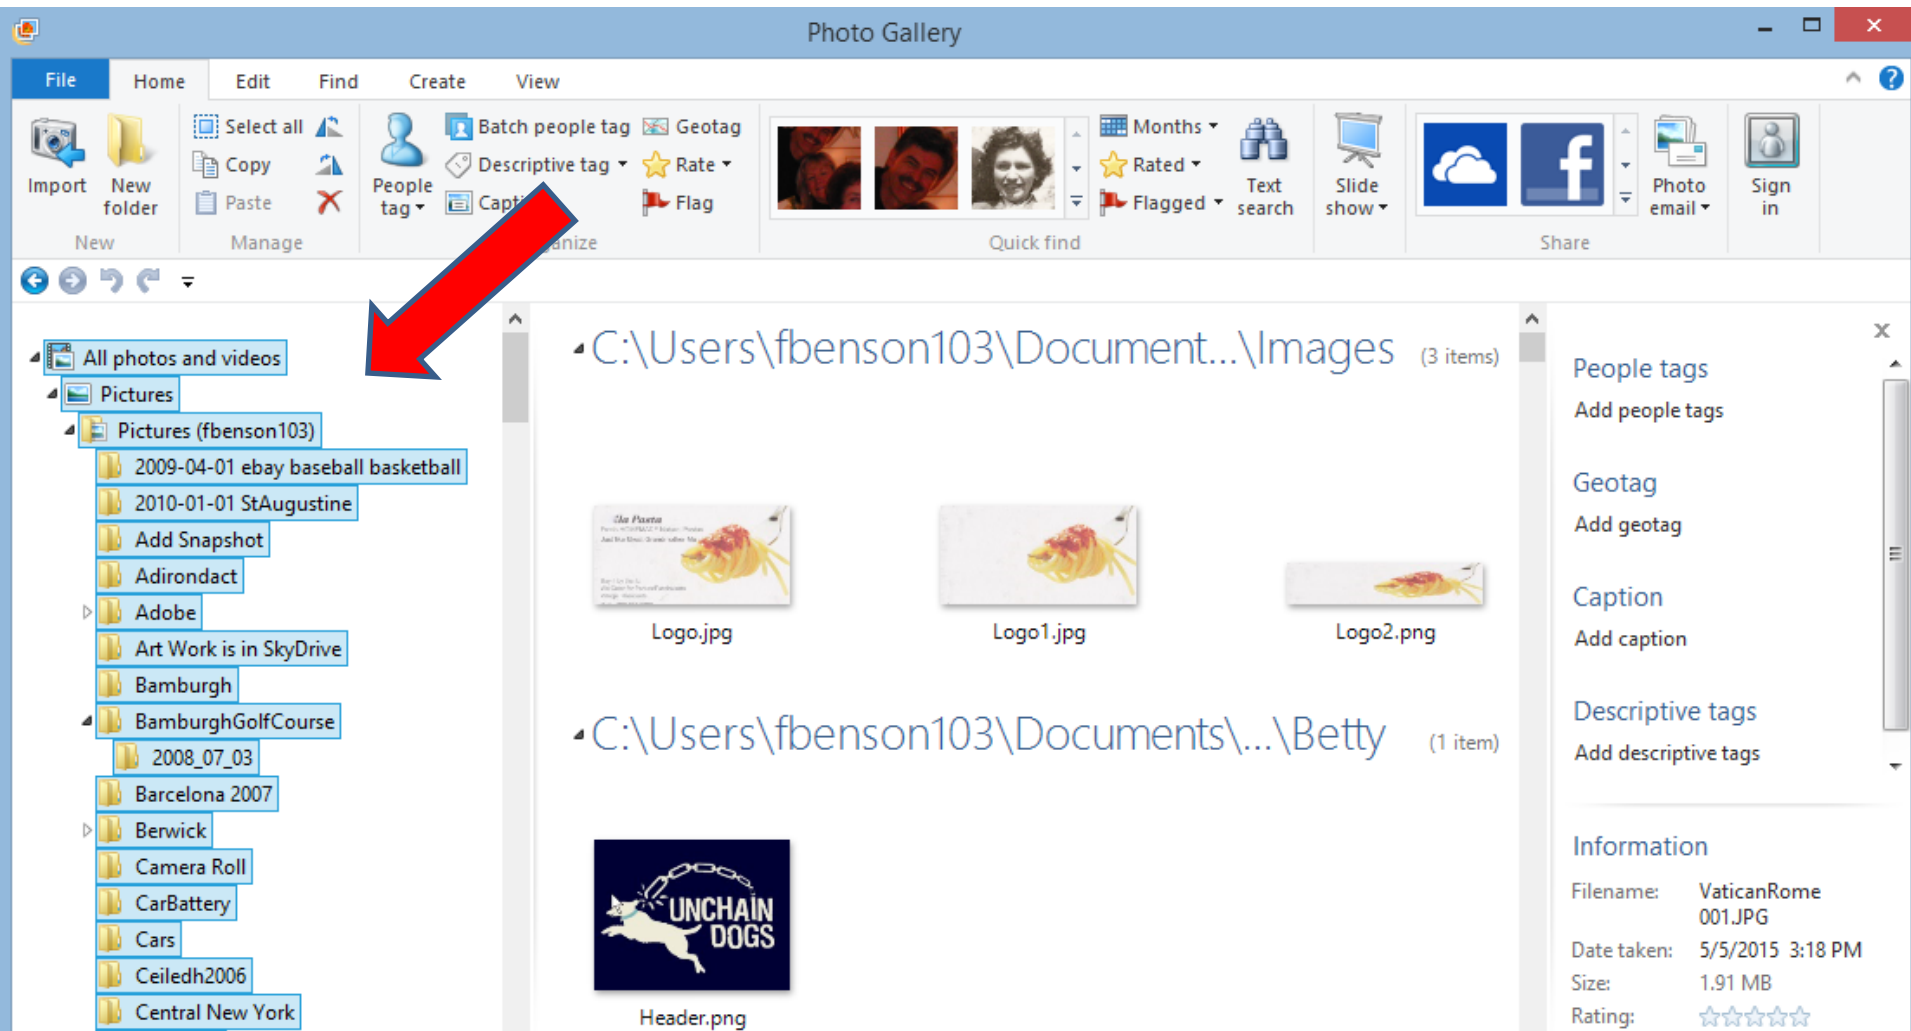 Photo Gallery
File Home Edit Find Create View
Import
New folder
New
Select all
Copy
Paste
Manage
People tag
Batch people tag
Descriptive tag
Geotag
Rate
Flag
Quick find
Months
Rated
Flagged
Text search
Slide show
f
Photo email
Share
Sign in
All photos and videos
Pictures
Pictures (fbenson103)
2009-04-01 ebay baseball basketball
2010-01-01 StAugustine
Add Snapshot
Adirondact
Adobe
Art Work is in SkyDrive
Bamburgh
BamburghGolfCourse
2008_07_03
Barcelona 2007
Berwick
Camera Roll
CarBattery
Cars
Ceiledh2006
Central New York
C:\Users\fbenson103\Document...\Images (3 items)
Logo.jpg
Logo1.jpg
Logo2.png
C:\Users\fbenson103\Documents\...\Betty (1 item)
UNCHAIN
DOGS
Header.png
People tags
Add people tags
Geotag
Add geotag
Caption
Add caption
Descriptive tags
Add descriptive tags
Information
Filename: VaticanRome
001.JPG
Date taken: 5/5/2015 3:18 PM
Size: 1.91 MB
Rating: